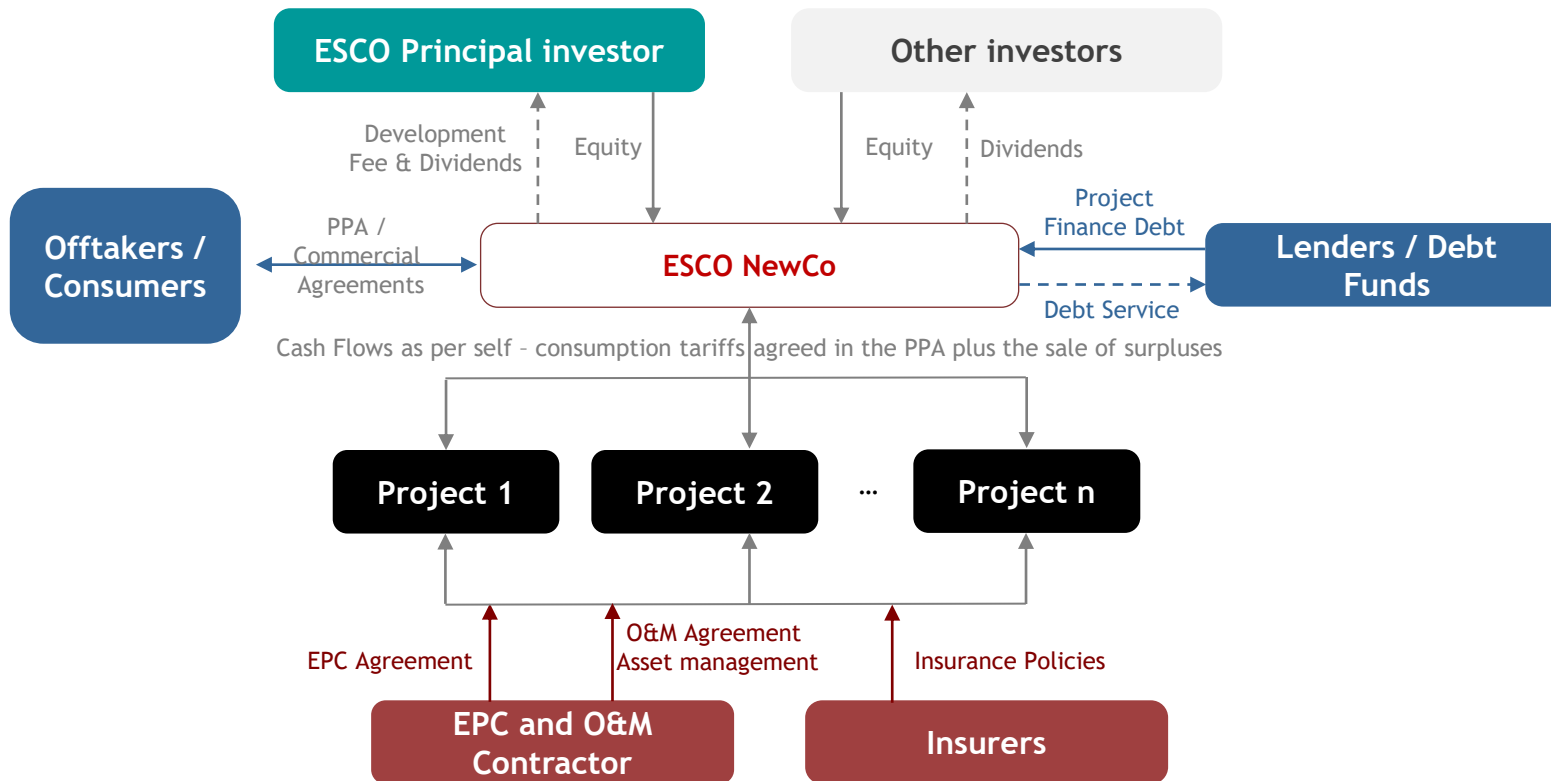 ESCO Principal investor
Other investors
Development
Fee & Dividends
Equity
Equity
Dividends
Offtakers /
Consumers
PPA /
Commercial
Agreements
ESCO NewCo
Project
Finance Debt
Lenders / Debt
Funds
Debt Service
Cash Flows as per self – consumption tariffs agreed in the PPA plus the sale of surpluses
Project 1
Project 2
…
Project n
EPC Agreement
O&M Agreement
Asset management
Insurance Policies
EPC and O&M
Contractor
Insurers